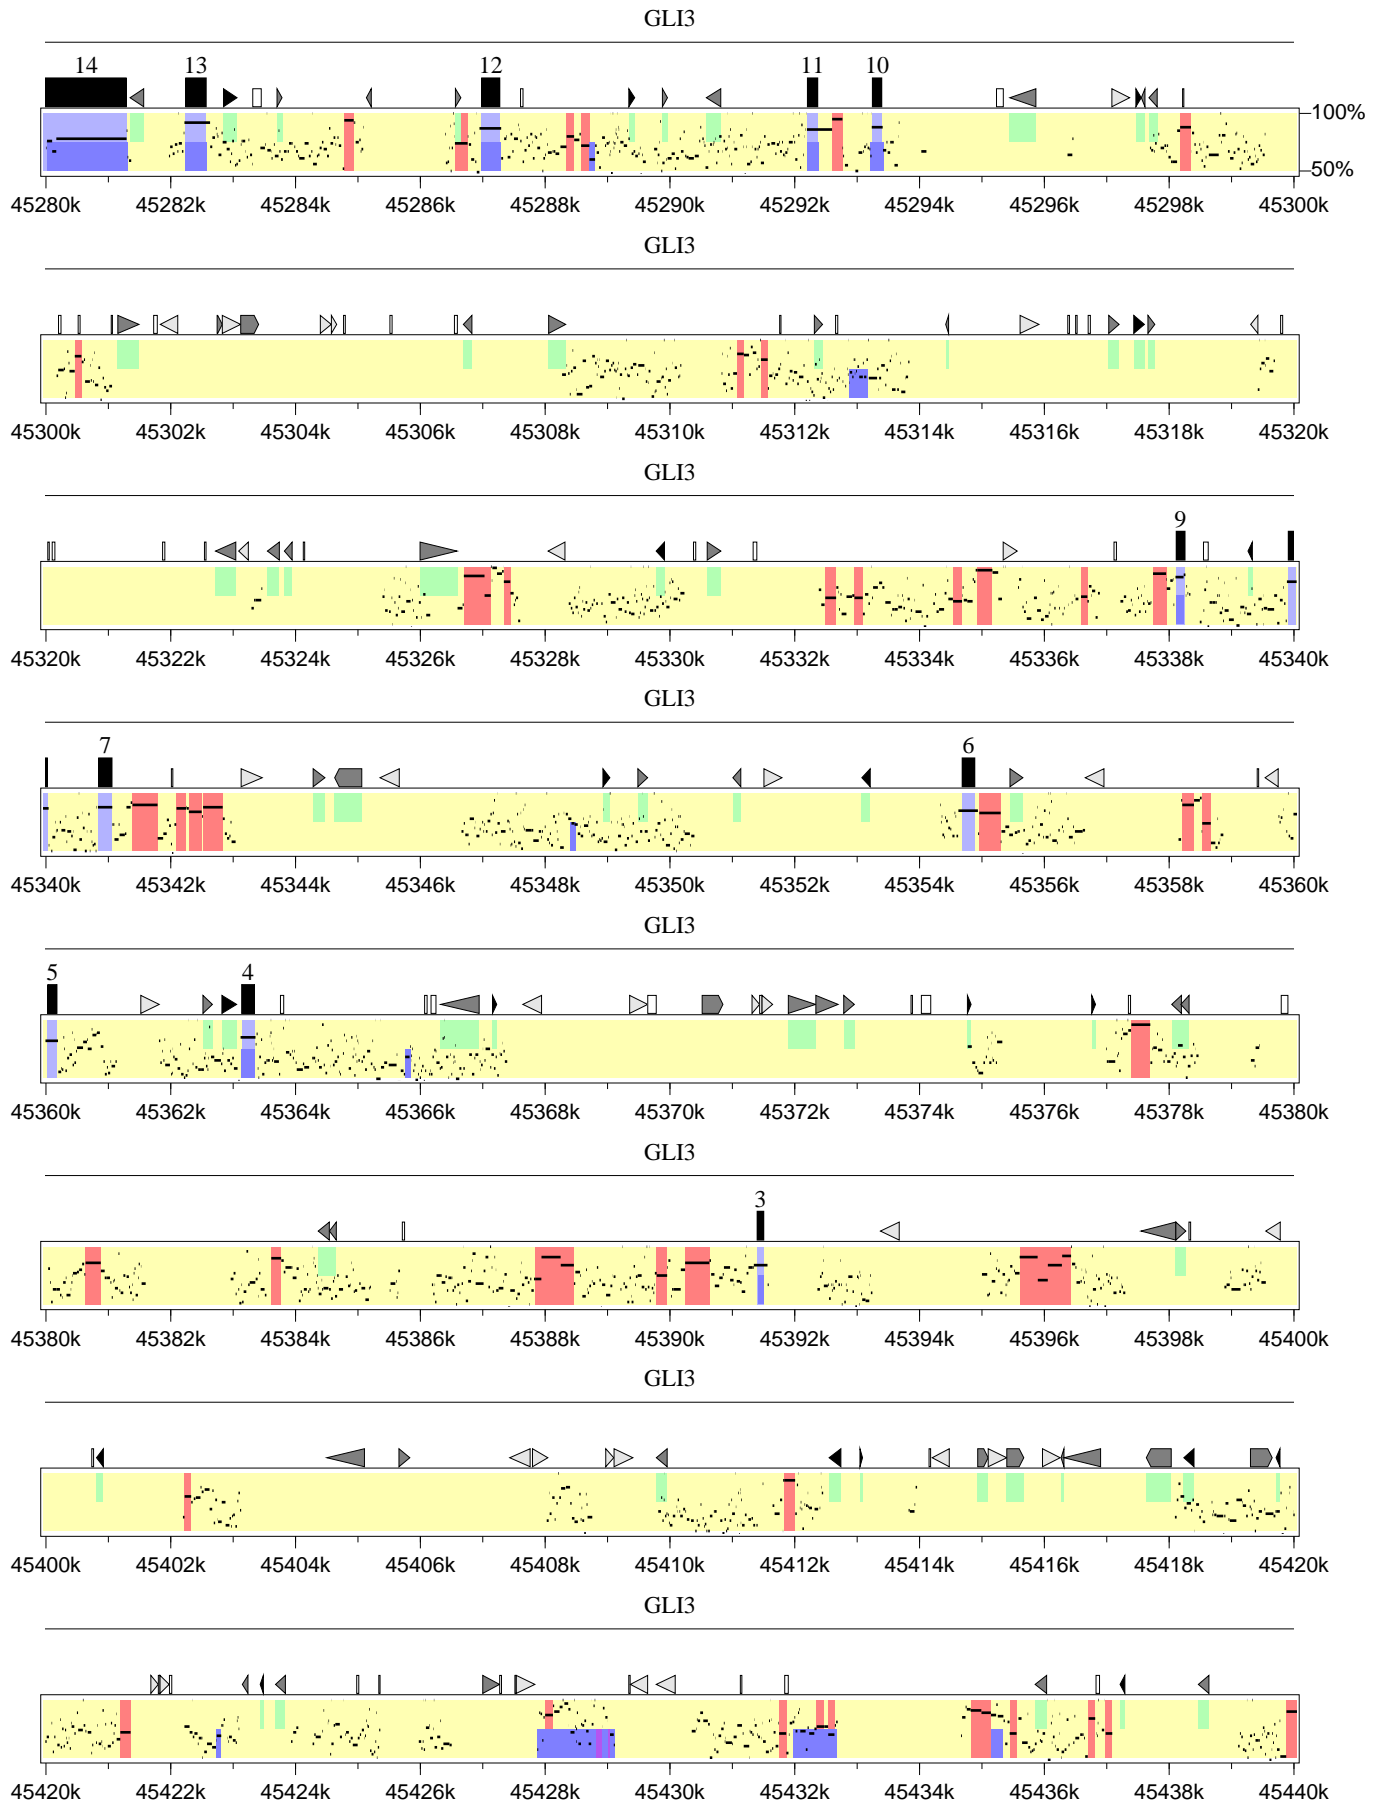 GLI3
14 13 12 11 10
100%
50%
45280k 45282k 45284k 45286k 45288k 45290k 45292k 45294k 45296k 45298k 45300k
GLI3
45300k 45302k 45304k 45306k 45308k 45310k 45312k 45314k 45316k 45318k 45320k
GLI3
9
45320k 45322k 45324k 45326k 45328k 45330k 45332k 45334k 45336k 45338k 45340k
GLI3
7 6
45340k 45342k 45344k 45346k 45348k 45350k 45352k 45354k 45356k 45358k 45360k
GLI3
5 4
45360k 45362k 45364k 45366k 45368k 45370k 45372k 45374k 45376k 45378k 45380k
GLI3
3
45380k 45382k 45384k 45386k 45388k 45390k 45392k 45394k 45396k 45398k 45400k
GLI3
45400k 45402k 45404k 45406k 45408k 45410k 45412k 45414k 45416k 45418k 45420k
GLI3
45420k 45422k 45424k 45426k 45428k 45430k 45432k 45434k 45436k 45438k 45440k